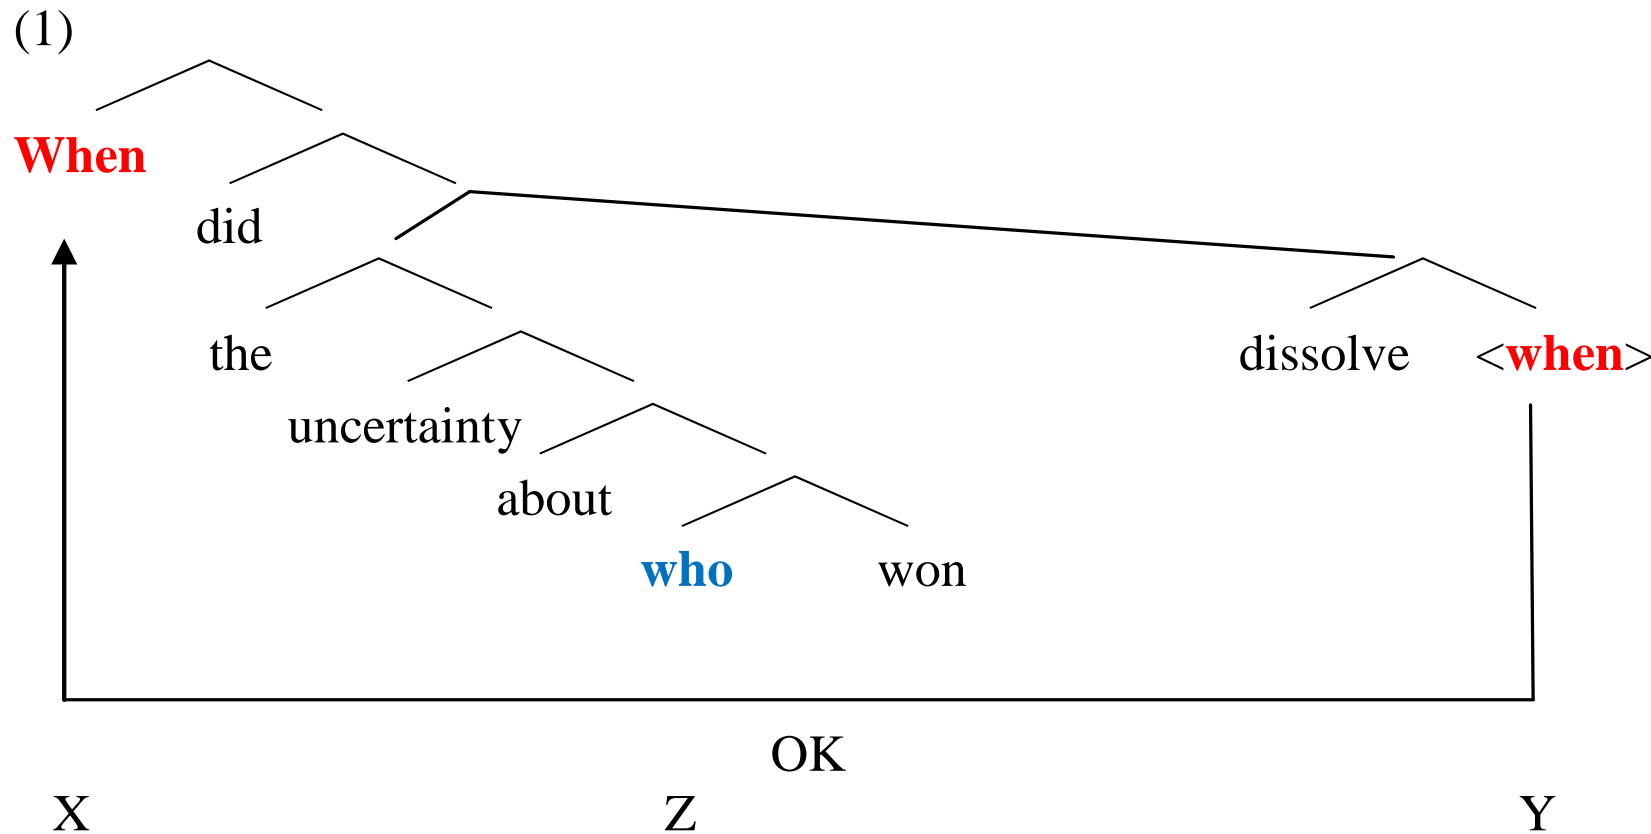 (1)
When
did
the dissolve <when>
uncertainty
about
who won
OK
X Z Y